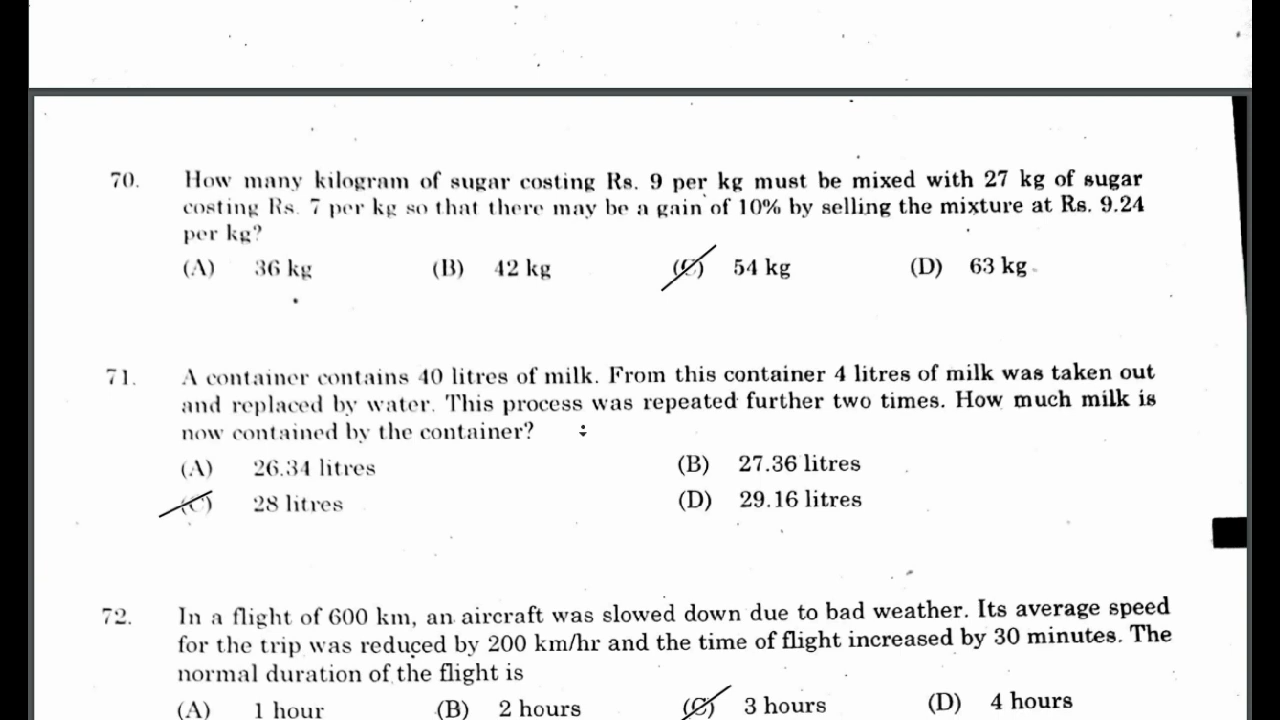 70. How many kilogram of sugar costing Rs. 9 per kg must be mixed with 27 kg of sugar
costing Rs. 7 per kg so that there may be a gain of 10% by selling the mixture at Rs. 9.24
per kg?
(A) 36 kg (B) 42 kg (C) 54 kg (D) 63 kg
71. A container contains 40 litres of milk. From this container 4 litres of milk was taken out
and replaced by water. This process was repeated further two times. How much milk is
now contained by the container?
(A) 26.34 litres (B) 27.36 litres
(C) 28 litres (D) 29.16 litres
72. In a flight of 600 km, an aircraft was slowed down due to bad weather. Its average speed
for the trip was reduced by 200 km/hr and the time of flight increased by 30 minutes. The
normal duration of the flight is
(A) 1 hour (B) 2 hours (C) 3 hours (D) 4 hours